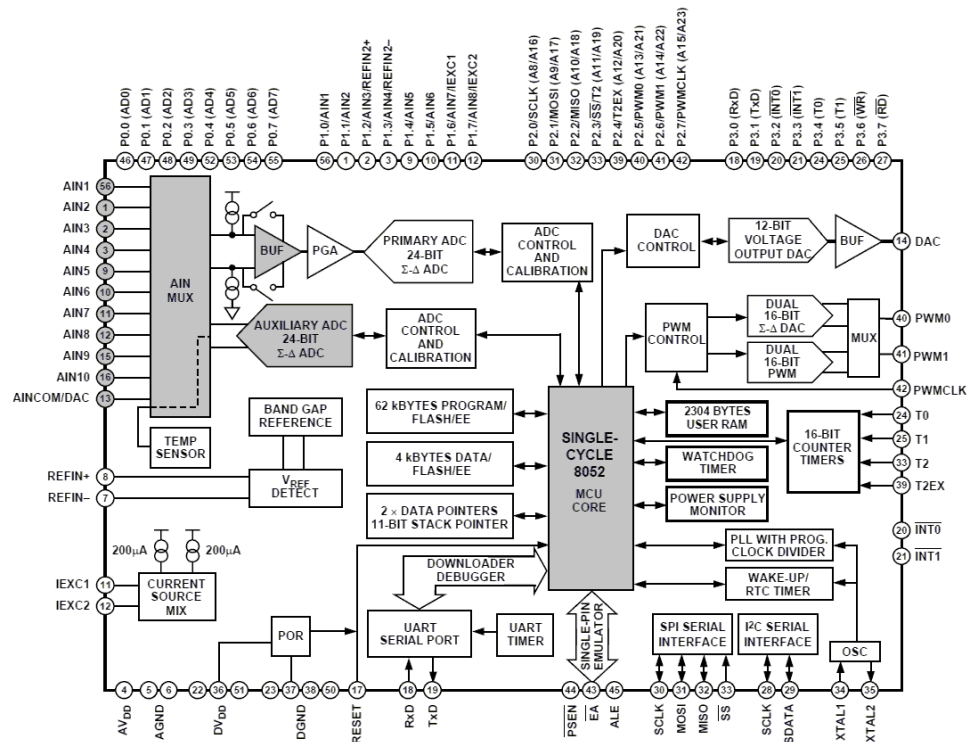 P0.0 (AD0)
P0.1 (AD1)
P0.2 (AD2)
P0.3 (AD3)
P0.4 (AD4)
P0.5 (AD5)
P0.6 (AD6)
P0.7 (AD7)
P1.0/AIN1
P1.1/AIN2
P1.2/AIN3/REFIN2+
P1.3/AIN4/REFIN2–
P1.4/AIN5
P1.5/AIN6
P1.6/AIN7/IEXC1
P1.7/AIN8/IEXC2
P2.0/SCLK (A8/A16)
P2.1/MOSI (A9/A17)
P2.2/MISO (A10/A18)
P2.3/SS/T2 (A11/A19)
P2.4/T2EX (A12/A20)
P2.5/PWM0 (A13/A21)
P2.6/PWM1 (A14/A22)
P2.7/PWMCLK (A15/A23)
P3.0 (RxD)
P3.1 (TxD)
P3.2 (INT0)
P3.3 (INT1)
P3.4 (T0)
P3.5 (T1)
P3.6 (WR)
P3.7 (RD)
46 47 48 49 52 53 54 55 56 1 2 3 9 10 11 12 30 31 32 33 39 40 41 42 18 19 20 21 24 25 26 27
AIN1 56
AIN2 1
AIN3 2
AIN4 3
AIN5 9
AIN6 10
AIN7 11
AIN8 12
AIN9 15
AIN10 16
AINCOM/DAC 13
AIN
MUX
BUF
PGA
PRIMARY ADC
24-BIT
Σ-Δ ADC
ADC
CONTROL
AND
CALIBRATION
DAC
CONTROL
12-BIT
VOLTAGE
OUTPUT DAC
BUF
14 DAC
AUXILIARY ADC
24-BIT
Σ-Δ ADC
ADC
CONTROL
AND
CALIBRATION
PWM
CONTROL
DUAL
16-BIT
Σ-Δ DAC
DUAL
16-BIT
PWM
MUX
40 PWM0
41 PWM1
42 PWMCLK
TEMP
SENSOR
BAND GAP
REFERENCE
VREF
DETECT
REFIN+ 8
REFIN– 7
62 kBYTES PROGRAM/
FLASH/EE
4 kBYTES DATA/
FLASH/EE
2 × DATA POINTERS
11-BIT STACK POINTER
SINGLE-
CYCLE
8052
MCU
CORE
2304 BYTES
USER RAM
WATCHDOG
TIMER
POWER SUPPLY
MONITOR
16-BIT
COUNTER
TIMERS
24 T0
25 T1
33 T2
39 T2EX
20 INT0
21 INT1
PLL WITH PROG.
CLOCK DIVIDER
WAKE-UP/
RTC TIMER
200µA 200µA
IEXC1 11
IEXC2 12
CURRENT
SOURCE
MIX
DOWNLOADER
DEBUGGER
POR
UART
SERIAL PORT
UART
TIMER
SINGLE-PIN
EMULATOR
SPI SERIAL
INTERFACE
I2C SERIAL
INTERFACE
OSC
4 5 6 22 36 51 23 37 38 50 17 18 19 44 43 45 30 31 32 33 28 29 34 35
AVDD
AGND
DVDD
DGND
RESET
RxD
TxD
PSEN
EA
ALE
SCLK
MOSI
MISO
SS
SCLK
SDATA
XTAL1
XTAL2